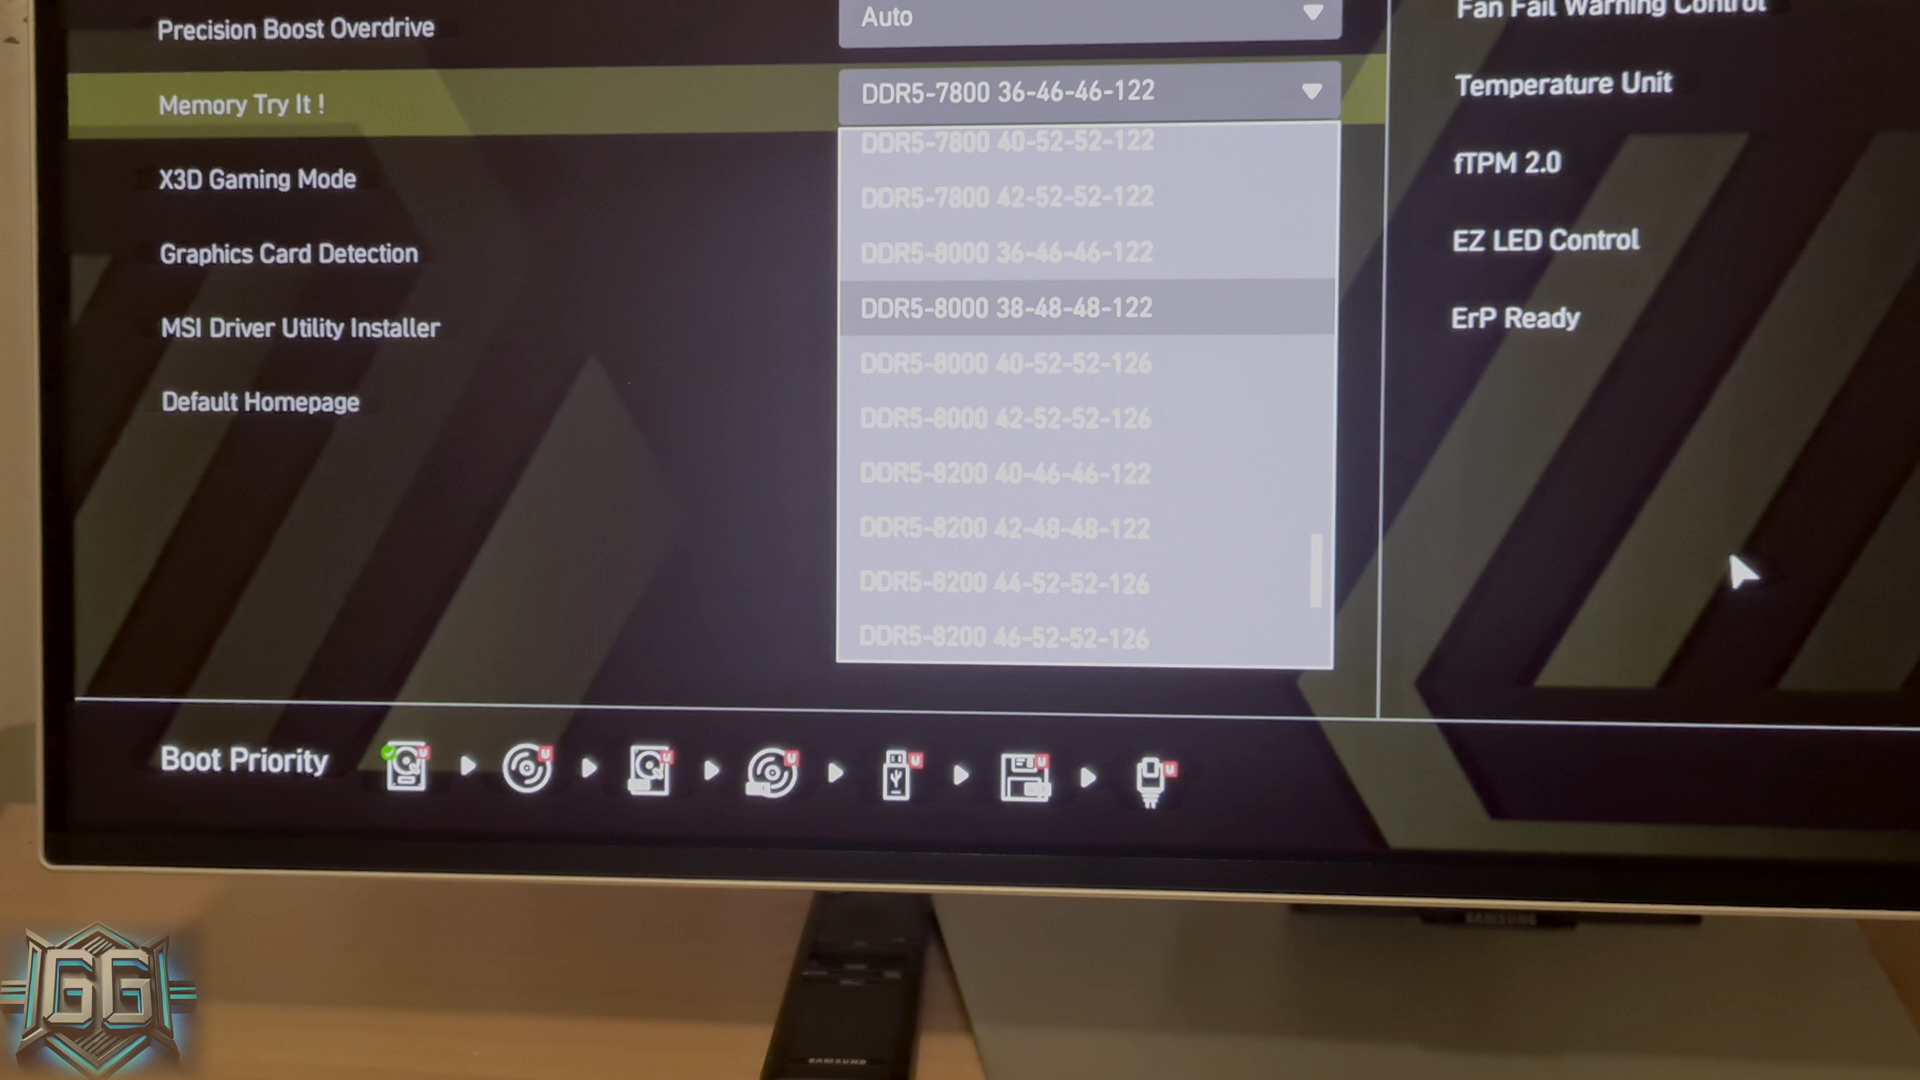 Precision Boost Overdrive
Auto
Memory Try It !
DDR5-7800 36-46-46-122
DDR5-7800 40-52-52-122
DDR5-7800 42-52-52-122
DDR5-8000 36-46-46-122
DDR5-8000 38-48-48-122
DDR5-8000 40-52-52-126
DDR5-8000 42-52-52-126
DDR5-8200 40-46-46-122
DDR5-8200 42-48-48-122
DDR5-8200 44-52-52-126
DDR5-8200 46-52-52-126
X3D Gaming Mode
Graphics Card Detection
MSI Driver Utility Installer
Default Homepage
Fan Fail Warning Control
Temperature Unit
fTPM 2.0
EZ LED Control
ErP Ready
Boot Priority
U
U
U
U
U
U
U
SAMSUNG
SAMSUNG
GG